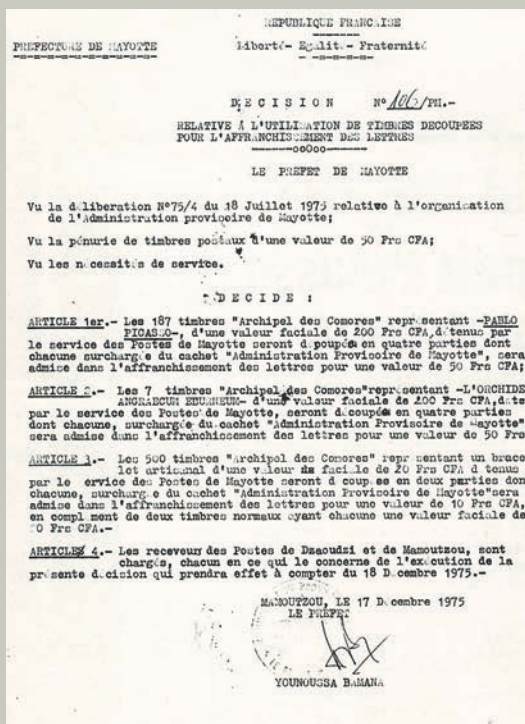 REPUBLIQUE FRANCAISE
PREFECTURE DE MAYOTTE
Liberté- Egalité- Fraternité
DECISION N° 106/PM.-
RELATIVE A L'UTILISATION DE TIMBRES DECOUPEES
POUR L'AFFRANCHISSEMENT DES LETTRES
------ooOoo------
LE PREFET DE MAYOTTE
Vu la déliberation N°75/4 du 18 Juillet 1975 relative à l'organisation
de l'Administration provisoire de Mayotte;
Vu la pénurie de timbres postaux d'une valeur de 50 Frs CFA;
Vu les nécessités de service.
DECIDE :
ARTICLE 1er.- Les 187 timbres "Archipel des Comores" représentant -PABLO
PICASSO-, d'une valeur faciale de 200 Frs CFA,détenus par
le service des Postes de Mayotte seront découpés en quatre parties dont
chacune surchargée du cachet "Administration Provisoire de Mayotte", sera
admise dans l'affranchissement des lettres pour une valeur de 50 Frs CFA;
ARTICLE 2.- Les 7 timbres "Archipel des Comores"représentant -L'ORCHIDE
ANGRAECUM EBURNEUM- d'une valeur faciale de 200 Frs CFA,déte
par le service des Postes de Mayotte, seront découpés en quatre parties
dont chacune, surchargée du cachet "Administration Provisoire de Mayotte"
sera admise dans l'affranchissement des lettres pour une valeur de 50 Frs
ARTICLE 3.- Les 500 timbres "Archipel des Comores" représentant un brace
let artisanal d'une valeur de faciale de 20 Frs CFA détenus
par le service des Postes de Mayotte seront découpées en deux parties don
chacune, surchargée du cachet "Administration Provisoire de Mayotte"sera
admise dans l'affranchissement des lettres pour une valeur de 10 Frs CFA,
en complément de deux timbres normaux ayant chacune une valeur faciale de
20 Frs CFA.-
ARTICLES 4.- Les receveur des Postes de Dzaoudzi et de Mamoutzou, sont
chargés, chacun en ce qui le concerne de l'exécution de la
présente décision qui prendra effet à compter du 18 Décembre 1975.-
MAMOUTZOU, LE 17 Décembre 1975
LE PREFET
YOUNOUSSA BAMANA